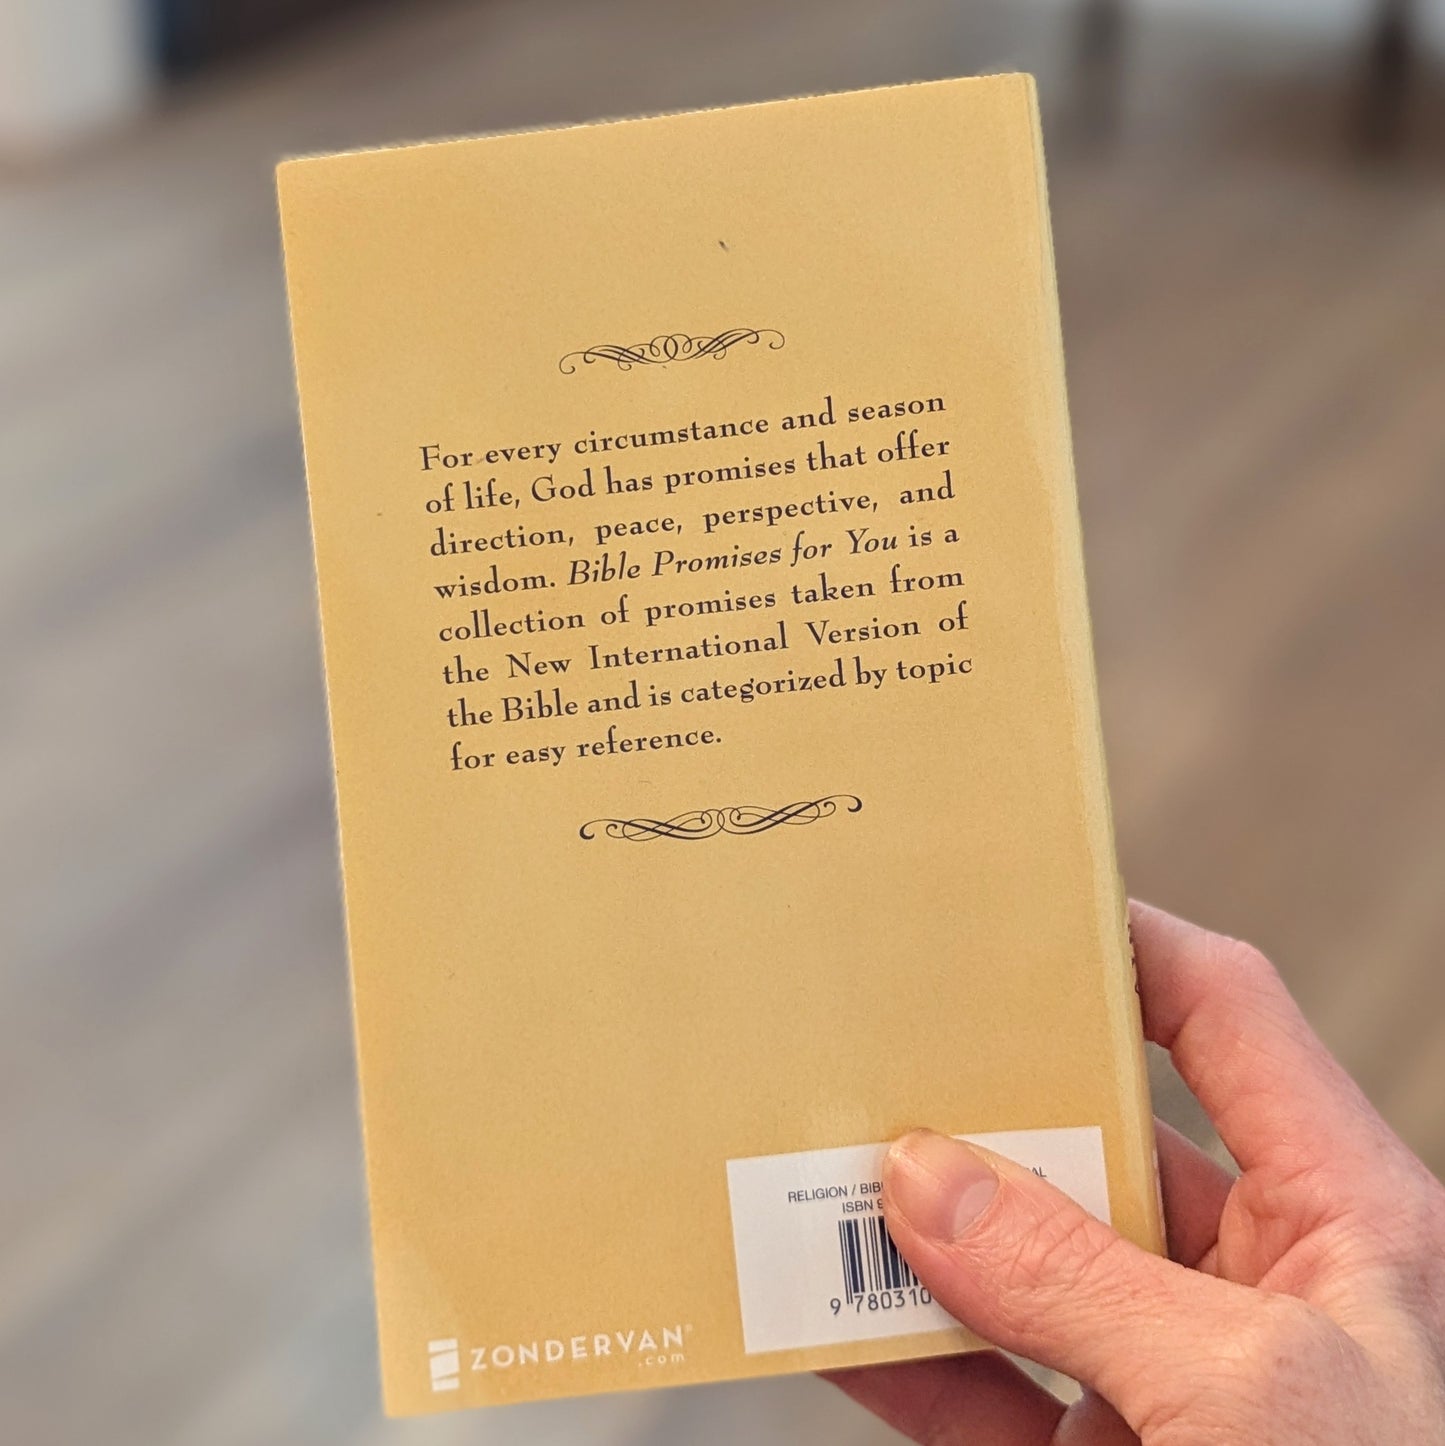 For every circumstance and season
of life, God has promises that offer
direction, peace, perspective, and
wisdom. Bible Promises for You is a
collection of promises taken from
the New International Version of
the Bible and is categorized by topic
for easy reference.
RELIGION /
ISBN
9 780310
ZONDERVAN®
.com